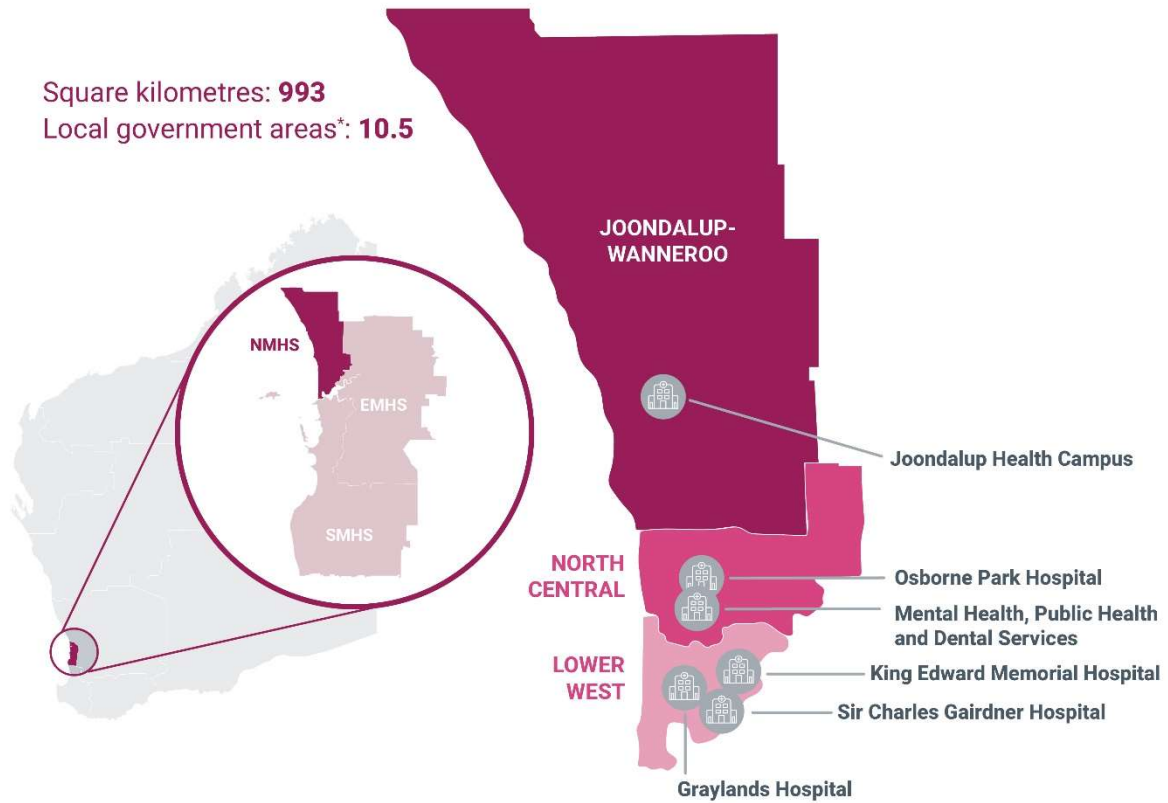 Square kilometres: 993
Local government areas*: 10.5
JOONDALUP-
WANNEROO
NMHS
EMHS
SMHS
Joondalup Health Campus
NORTH
CENTRAL
Osborne Park Hospital
Mental Health, Public Health
and Dental Services
LOWER
WEST
King Edward Memorial Hospital
Sir Charles Gairdner Hospital
Graylands Hospital